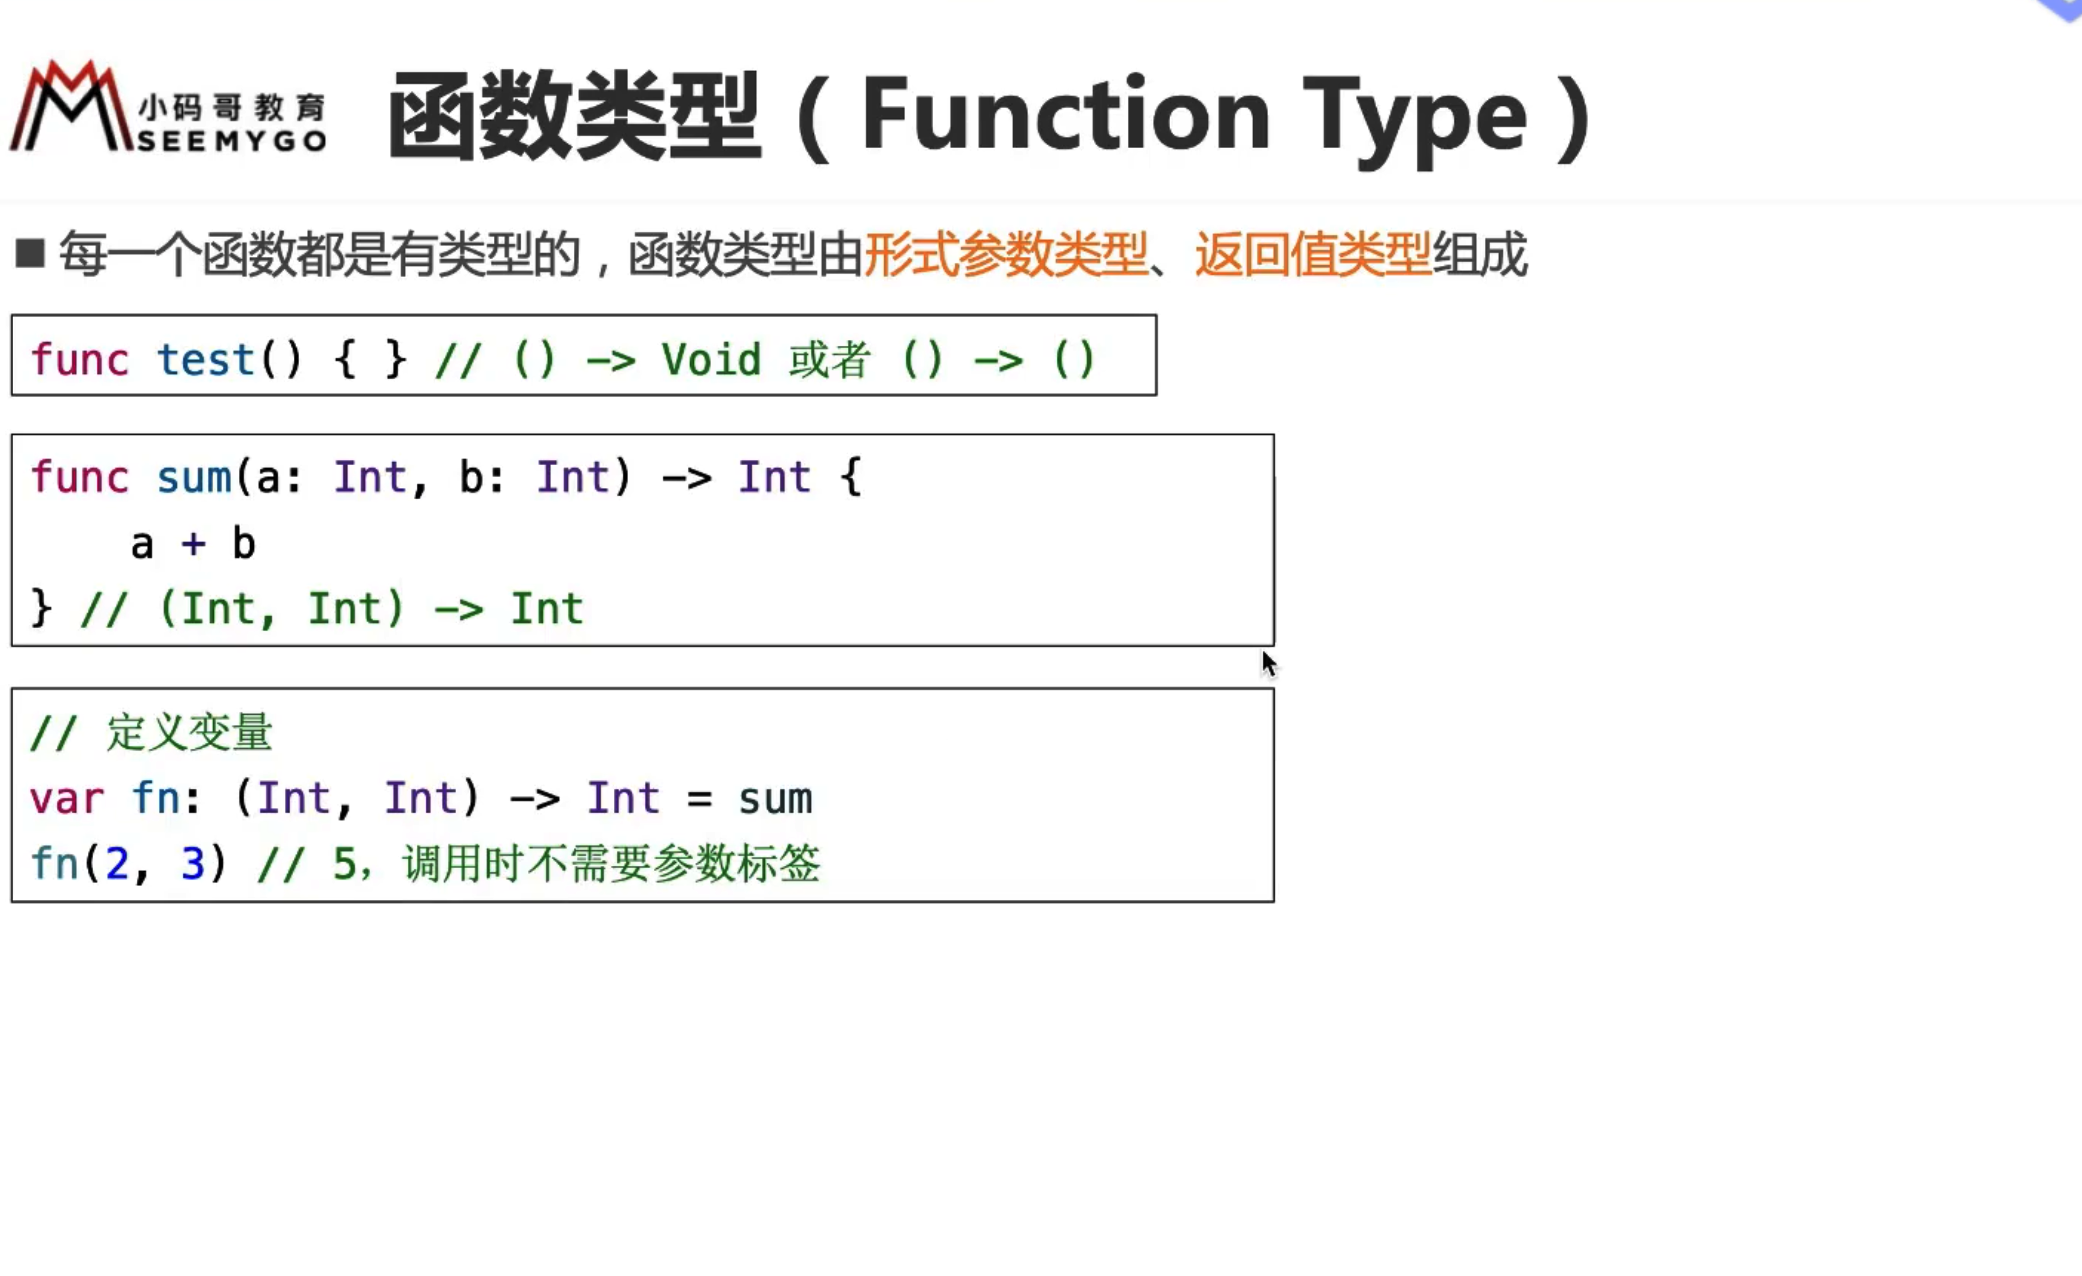 小码哥教育
SEEMYGO
函数类型（Function Type）
■ 每一个函数都是有类型的，函数类型由形式参数类型、返回值类型组成
func test() { } // () -> Void 或者 () -> ()
func sum(a: Int, b: Int) -> Int {
    a + b
} // (Int, Int) -> Int
// 定义变量
var fn: (Int, Int) -> Int = sum
fn(2, 3) // 5，调用时不需要参数标签